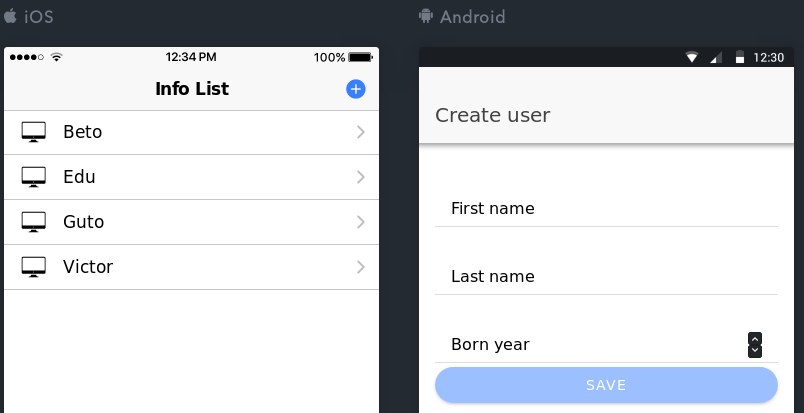 iOS
12:34 PM
100%
Info List
Beto
Edu
Guto
Victor
Android
12:30
Create user
First name
Last name
Born year
SAVE